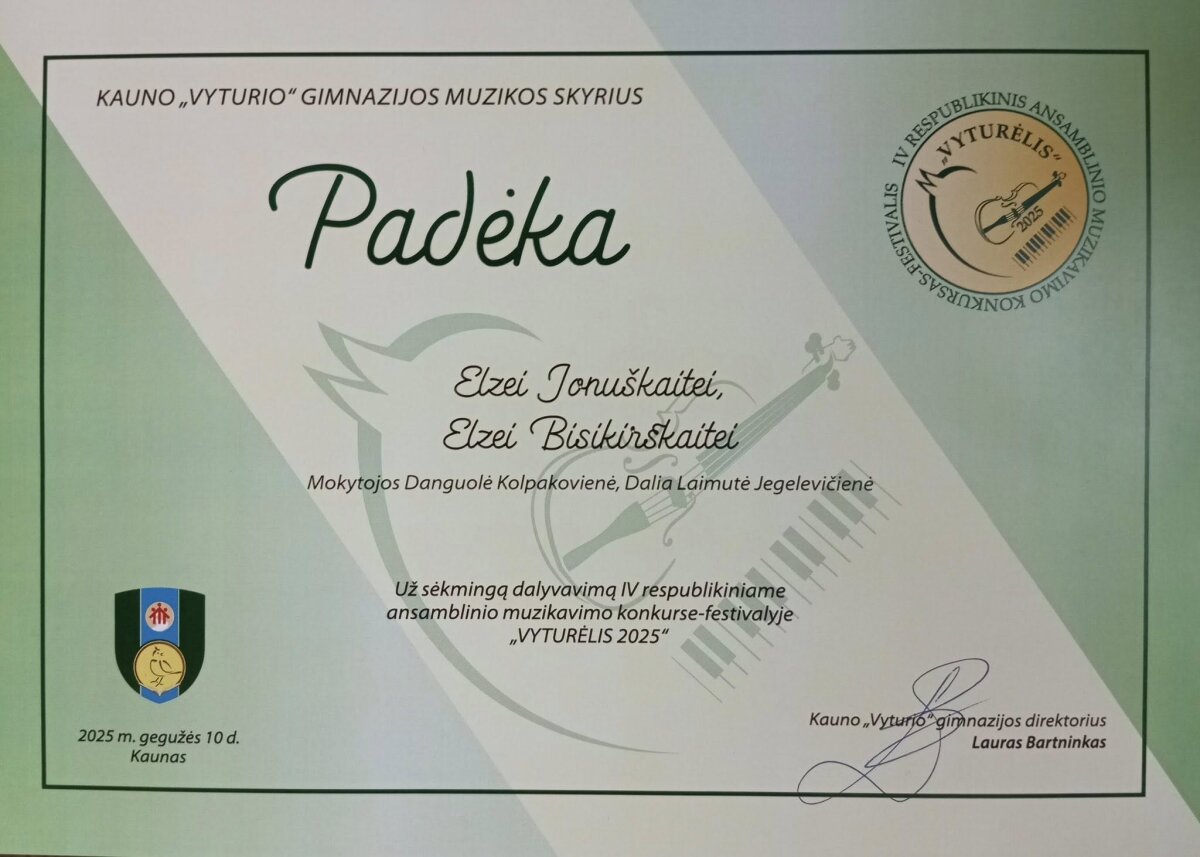 KAUNO „VYTURIO“ GIMNAZIJOS MUZIKOS SKYRIUS
IV RESPUBLIKINIS ANSAMBLINIO MUZIKAVIMO KONKURSAS-FESTIVALIS
„VYTURĖLIS“
2025
Padėka
Elzei Jonuškaitei,
Elzei Bisikirskaitei
Mokytojos Danguolė Kolpakovienė, Dalia Laimutė Jegelevičienė
Už sėkmingą dalyvavimą IV respublikiniame
ansamblinio muzikavimo konkurse-festivalyje
„VYTURĖLIS 2025“
2025 m. gegužės 10 d.
Kaunas
Kauno „Vyturio“ gimnazijos direktorius
Lauras Bartninkas